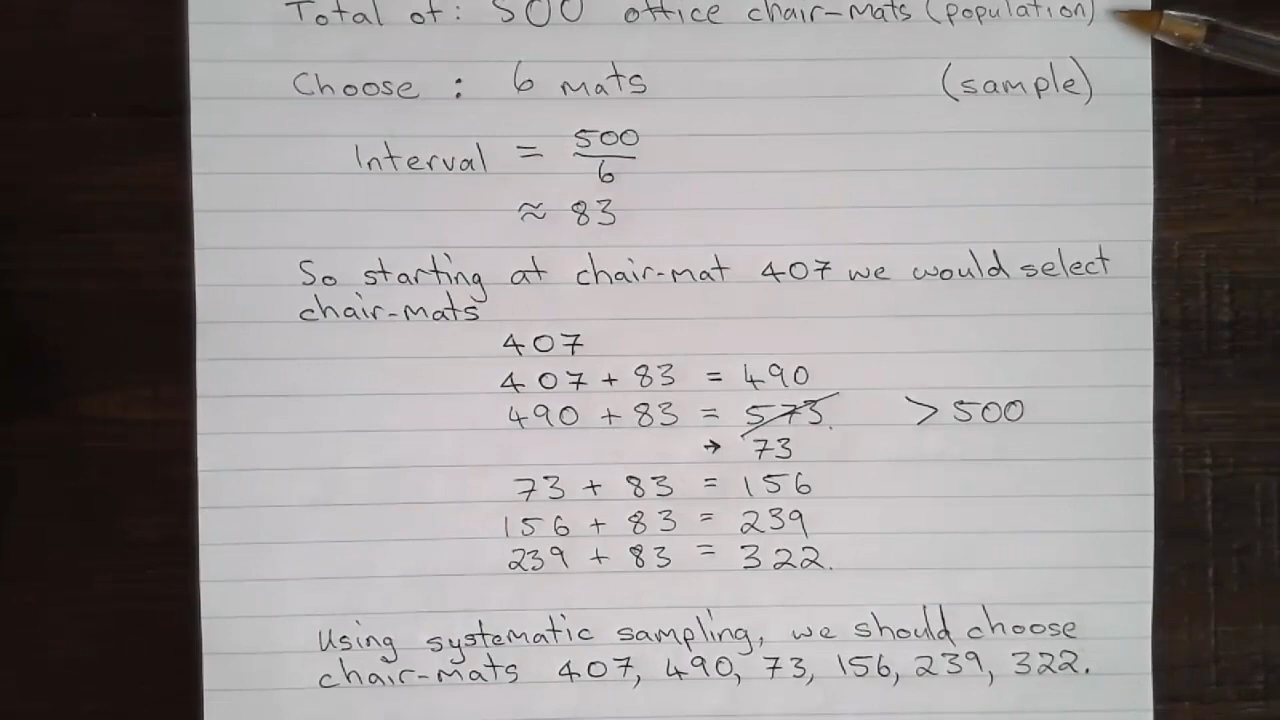 Total of: 500 office chair-mats (population)
Choose : 6 mats (sample)
Interval = 500/6
≈ 83
So starting at chair-mat 407 we would select
chair-mats
407
407 + 83 = 490
490 + 83 = 573. > 500
→ 73
73 + 83 = 156
156 + 83 = 239
239 + 83 = 322.
Using systematic sampling, we should choose
chair-mats 407, 490, 73, 156, 239, 322.